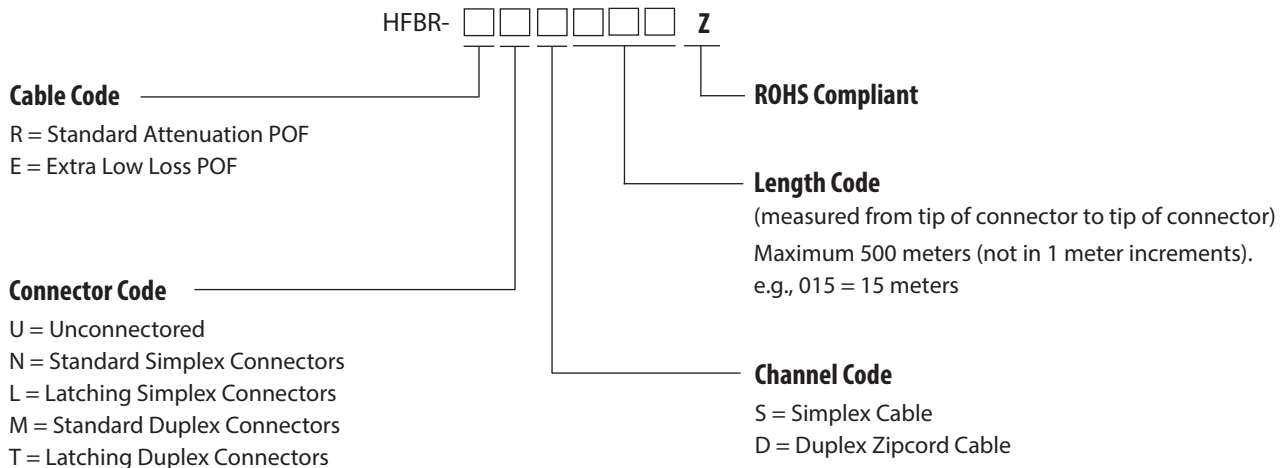 HFBR- Z
Cable Code
R = Standard Attenuation POF
E = Extra Low Loss POF
Connector Code
U = Unconnectored
N = Standard Simplex Connectors
L = Latching Simplex Connectors
M = Standard Duplex Connectors
T = Latching Duplex Connectors
ROHS Compliant
Length Code
(measured from tip of connector to tip of connector)
Maximum 500 meters (not in 1 meter increments).
e.g., 015 = 15 meters
Channel Code
S = Simplex Cable
D = Duplex Zipcord Cable